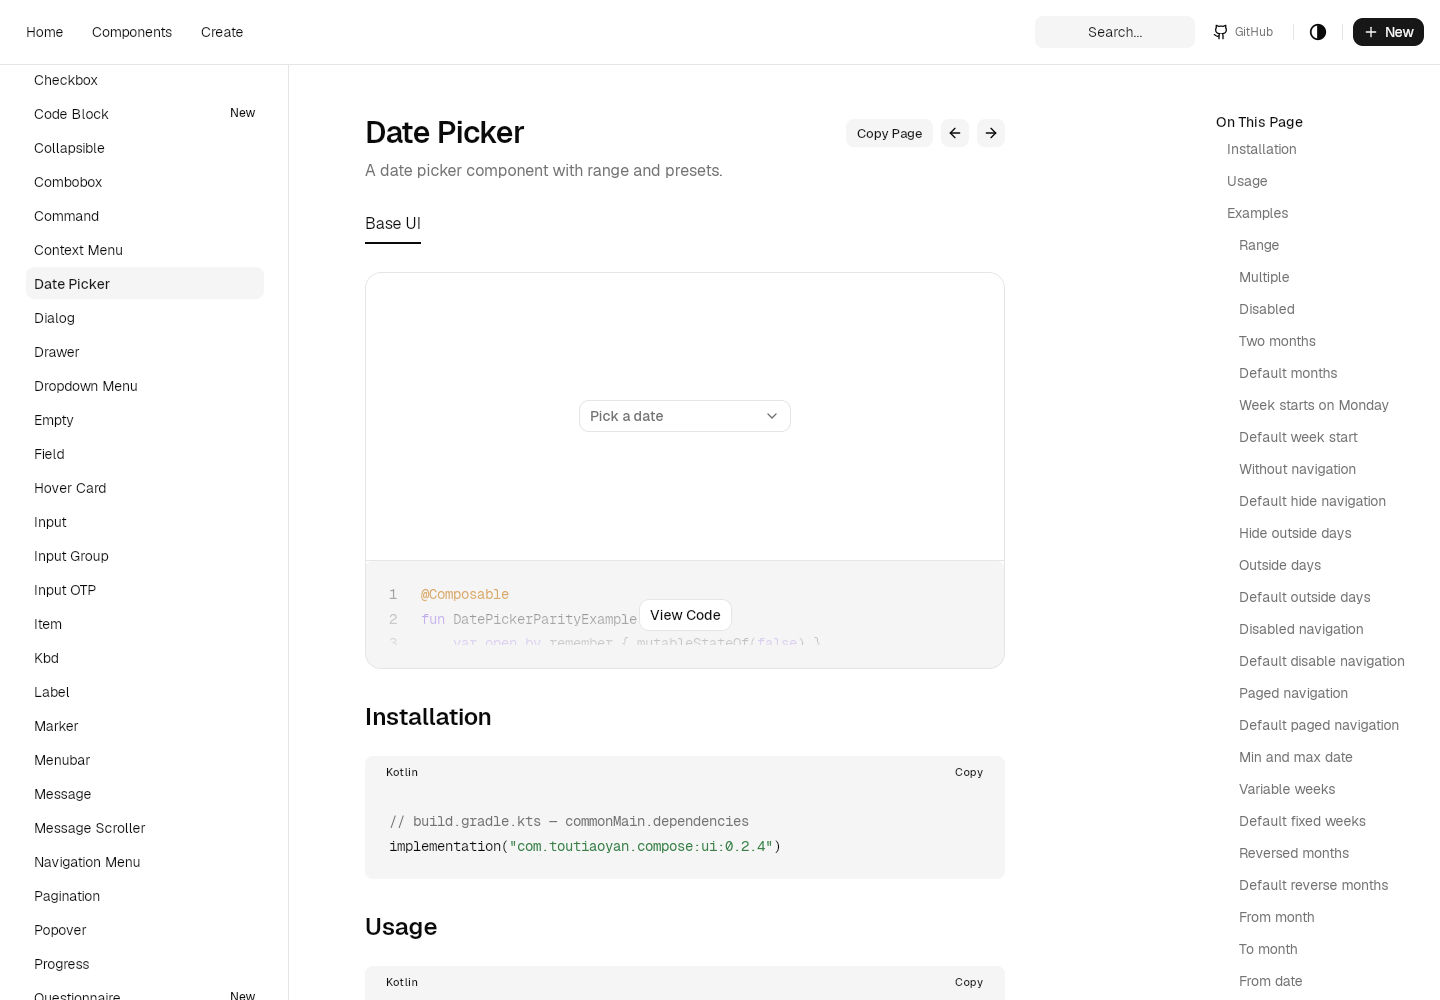 Home Components Create Search... GitHub New
Checkbox
Code Block New
Collapsible
Combobox
Command
Context Menu
Date Picker
Dialog
Drawer
Dropdown Menu
Empty
Field
Hover Card
Input
Input Group
Input OTP
Item
Kbd
Label
Marker
Menubar
Message
Message Scroller
Navigation Menu
Pagination
Popover
Progress
Questionnaire New
Date Picker
Copy Page
A date picker component with range and presets.
Base UI
Pick a date
1 @Composable
2 fun DatePickerParityExample
View Code
3 var open by remember { mutableStateOf(false) }
Installation
Kotlin Copy
// build.gradle.kts — commonMain.dependencies
implementation("com.toutiaoyan.compose:ui:0.2.4")
Usage
Kotlin Copy
On This Page
Installation
Usage
Examples
Range
Multiple
Disabled
Two months
Default months
Week starts on Monday
Default week start
Without navigation
Default hide navigation
Hide outside days
Outside days
Default outside days
Disabled navigation
Default disable navigation
Paged navigation
Default paged navigation
Min and max date
Variable weeks
Default fixed weeks
Reversed months
Default reverse months
From month
To month
From date